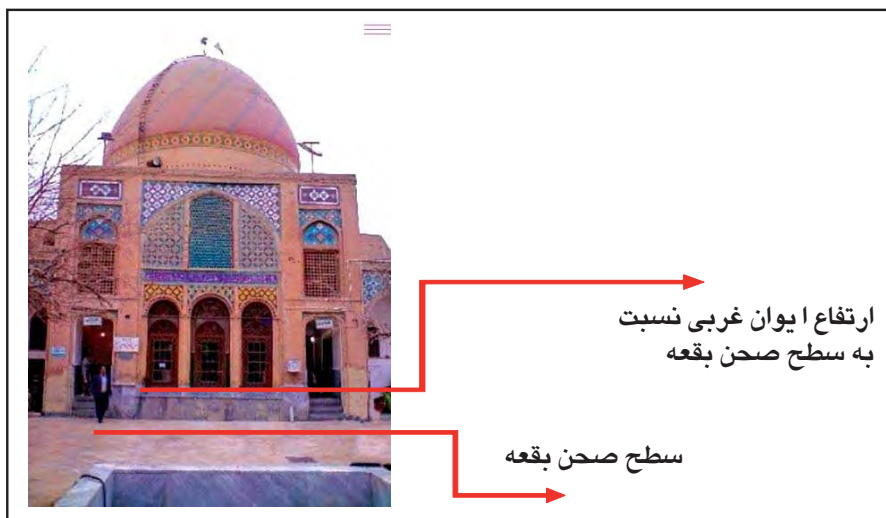 ارتفاع ا یوان غربی نسبت
به سطح صحن بقعه
سطح صحن بقعه